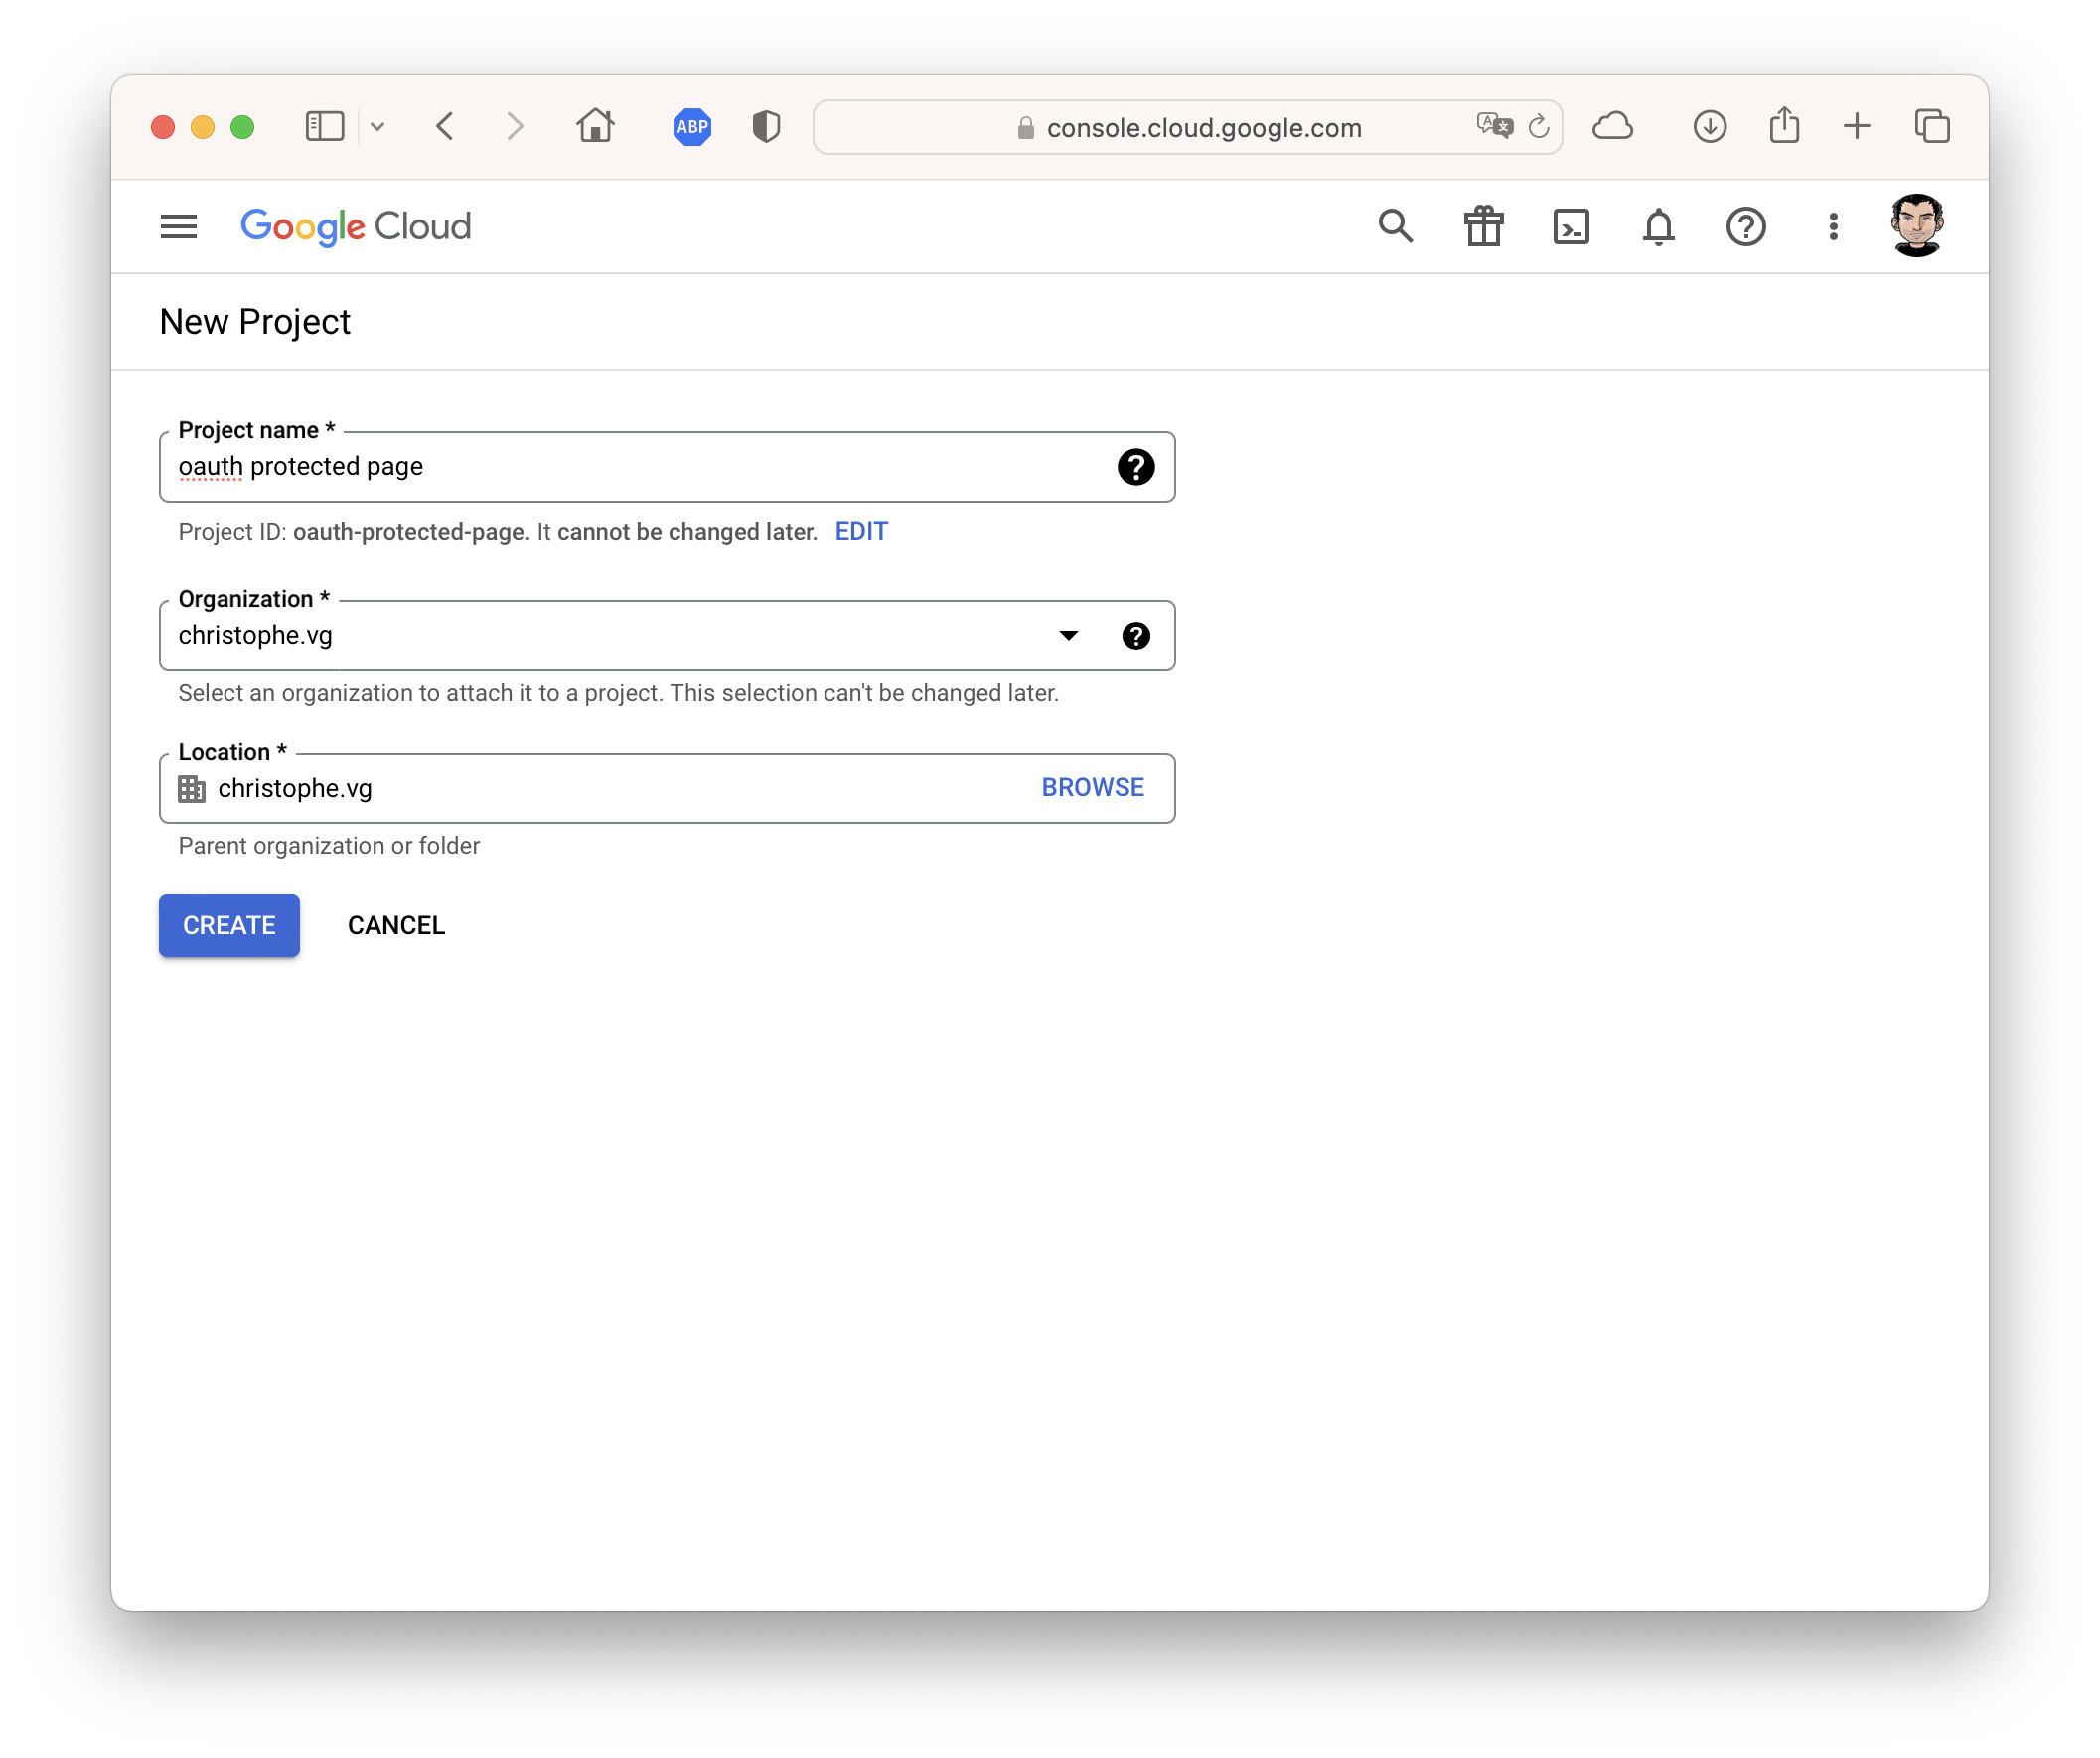 ABP
console.cloud.google.com
Google Cloud
New Project
Project name *
oauth protected page
Project ID: oauth-protected-page. It cannot be changed later. EDIT
Organization *
christophe.vg
Select an organization to attach it to a project. This selection can't be changed later.
Location *
christophe.vg
BROWSE
Parent organization or folder
CREATE
CANCEL